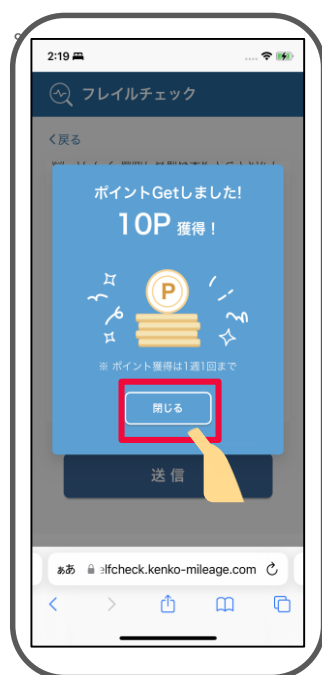 2:19
フレイルチェック
戻る
ポイントGetしました!
10P 獲得!
P
※ ポイント獲得は1週1回まで
閉じる
送信
ああ
elfcheck.kenko-mileage.com